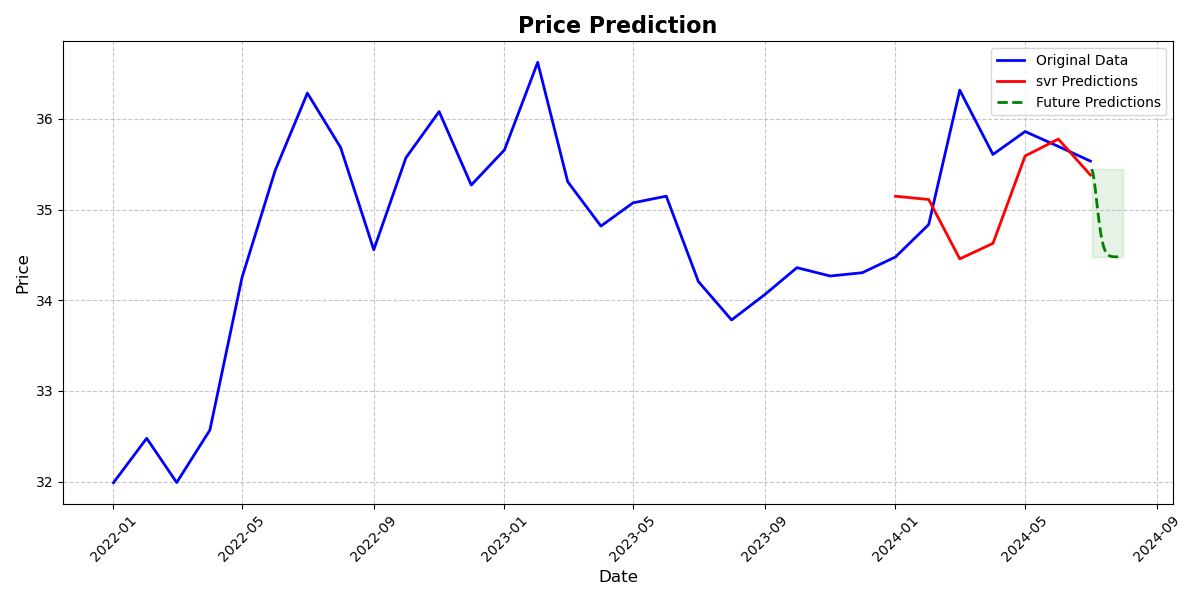 Price Prediction
Original Data
svr Predictions
Future Predictions
Price
36
35
34
33
32
2022-01
2022-05
2022-09
2023-01
2023-05
2023-09
2024-01
2024-05
2024-09
Date